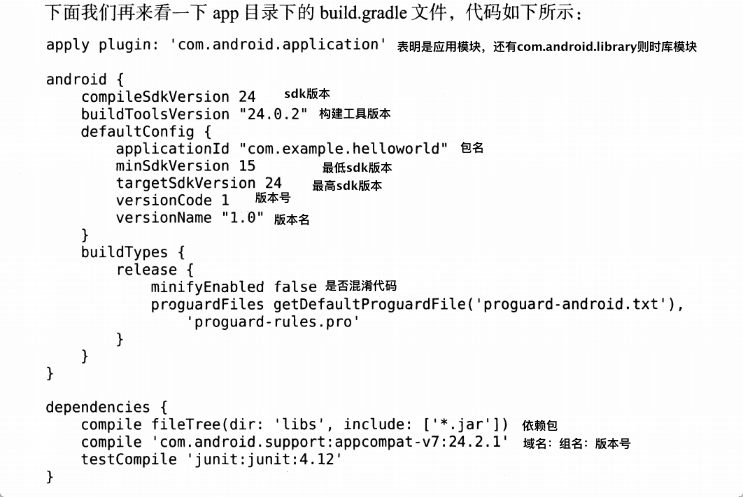 下面我们再来看一下 app 目录下的 build.gradle 文件，代码如下所示：
apply plugin: 'com.android.application' 表明是应用模块，还有com.android.library则时库模块
android {
compileSdkVersion 24 sdk版本
buildToolsVersion "24.0.2" 构建工具版本
defaultConfig {
applicationId "com.example.helloworld" 包名
minSdkVersion 15 最低sdk版本
targetSdkVersion 24 最高sdk版本
versionCode 1 版本号
versionName "1.0" 版本名
}
buildTypes {
release {
minifyEnabled false 是否混淆代码
proguardFiles getDefaultProguardFile('proguard-android.txt'),
'proguard-rules.pro'
}
}
}
dependencies {
compile fileTree(dir: 'libs', include: ['*.jar']) 依赖包
compile 'com.android.support:appcompat-v7:24.2.1' 域名：组名：版本号
testCompile 'junit:junit:4.12'
}